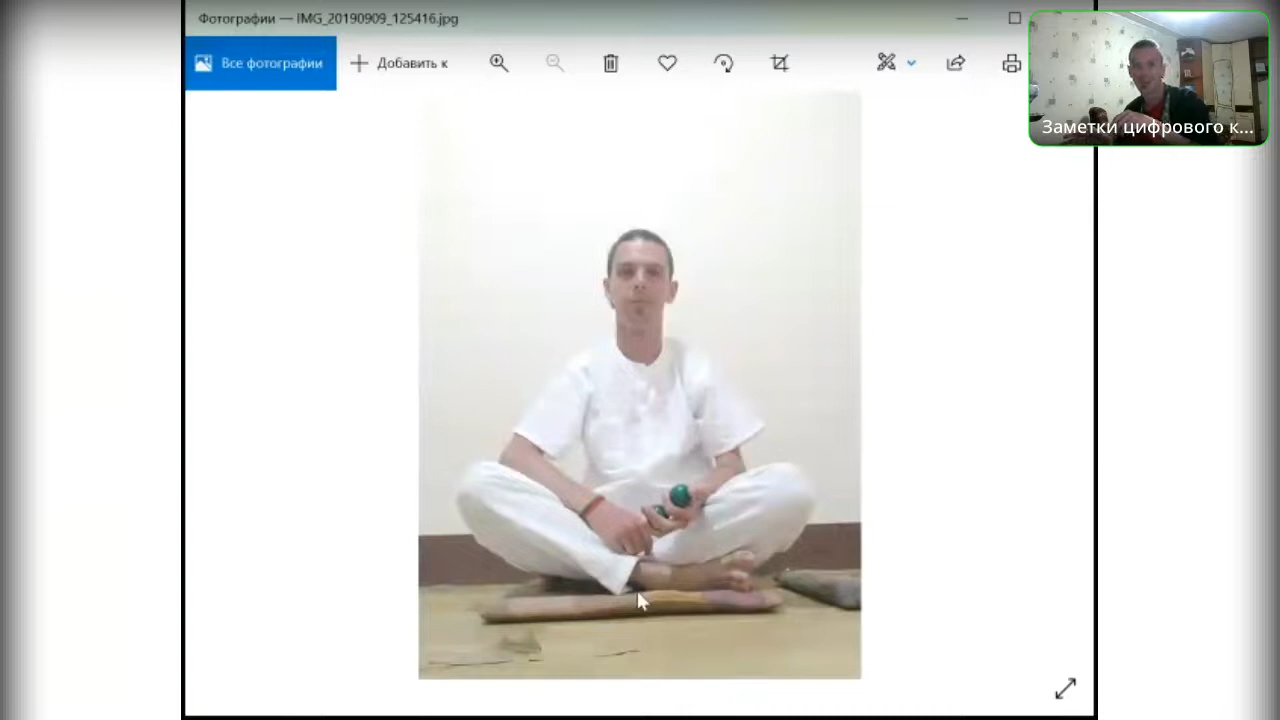 Фотографии — IMG_20190909_125416.jpg
Все фотографии
Добавить к
Заметки цифрового к...